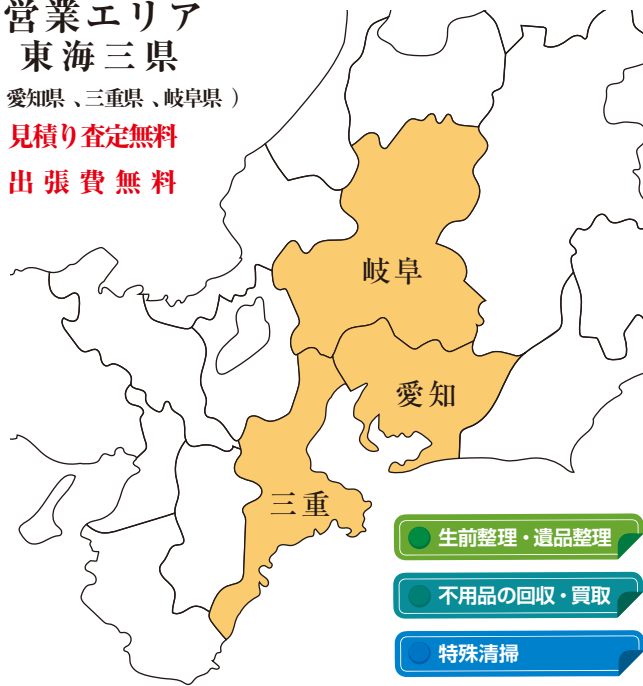 営業エリア
東海三県
愛知県、三重県、岐阜県）
見積り査定無料
出張費無料
岐阜
愛知
三重
生前整理・遺品整理
不用品の回収・買取
特殊清掃